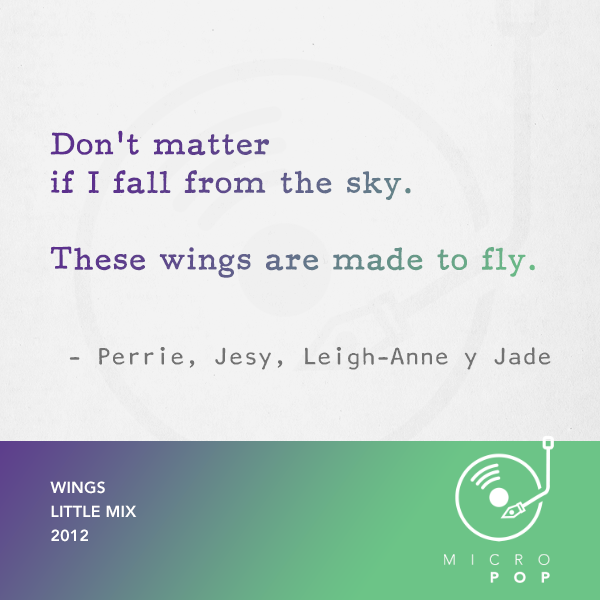 Don't matter
if I fall from the sky.
These wings are made to fly.
- Perrie, Jesy, Leigh-Anne y Jade
WINGS
LITTLE MIX
2012
MICRO
POP